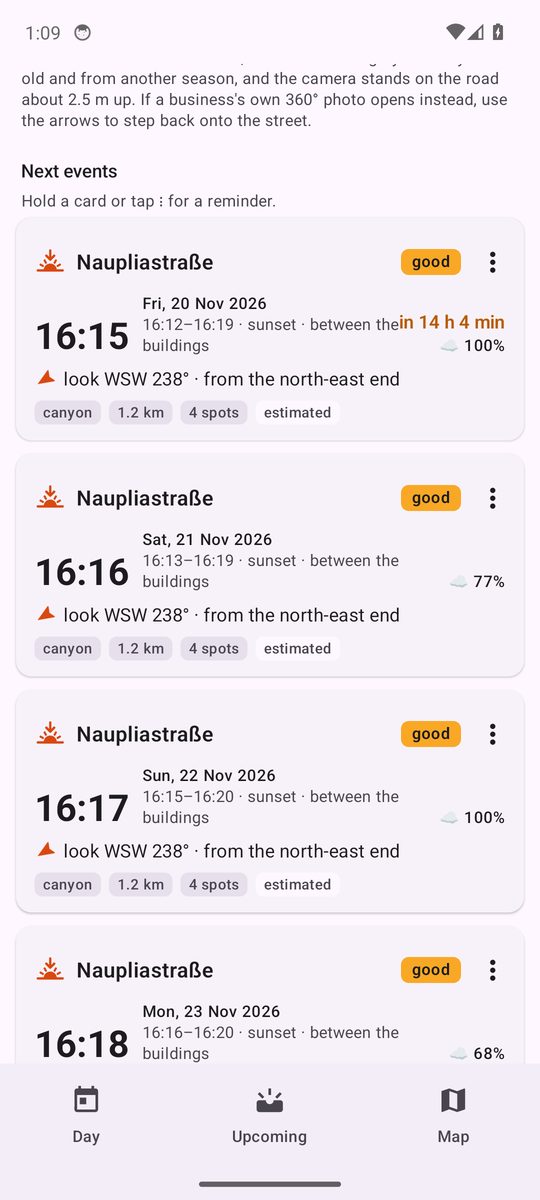 1:09
old and from another season, and the camera stands on the road
about 2.5 m up. If a business's own 360° photo opens instead, use
the arrows to step back onto the street.
Next events
Hold a card or tap ⋮ for a reminder.
Naupliastraße
good
Fri, 20 Nov 2026
16:15
16:12–16:19 · sunset · between the
buildings
in 14 h 4 min
100%
look WSW 238° · from the north-east end
canyon
1.2 km
4 spots
estimated
Naupliastraße
good
Sat, 21 Nov 2026
16:16
16:13–16:19 · sunset · between the
buildings
77%
look WSW 238° · from the north-east end
canyon
1.2 km
4 spots
estimated
Naupliastraße
good
Sun, 22 Nov 2026
16:17
16:15–16:20 · sunset · between the
buildings
100%
look WSW 238° · from the north-east end
canyon
1.2 km
4 spots
estimated
Naupliastraße
good
Mon, 23 Nov 2026
16:18
16:16–16:20 · sunset · between the
buildings
68%
Day
Upcoming
Map